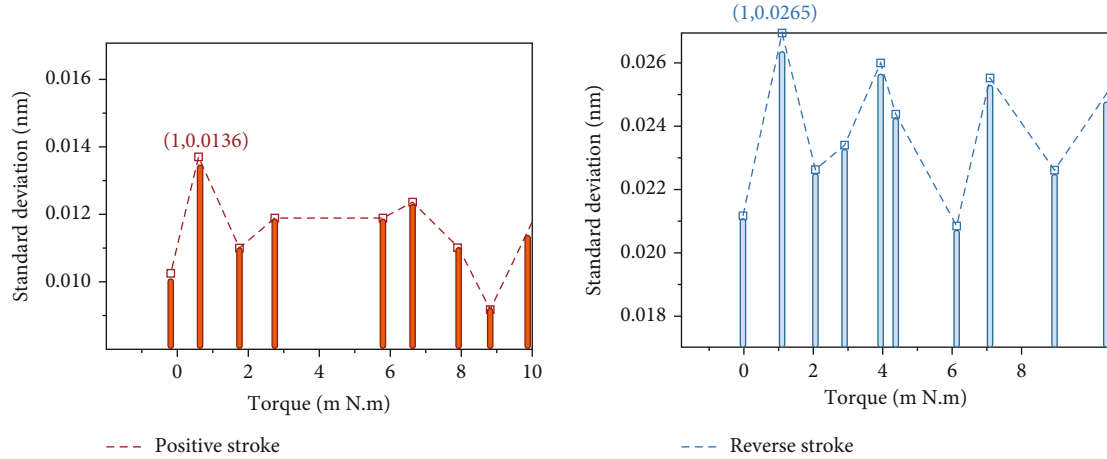 (1,0.0136)
0.016
0.014
0.012
0.010
Standard deviation (nm)
0 2 4 6 8 10
Torque (m N.m)
Positive stroke
(1,0.0265)
0.026
0.024
0.022
0.020
0.018
Standard deviation (nm)
0 2 4 6 8
Torque (m N.m)
Reverse stroke